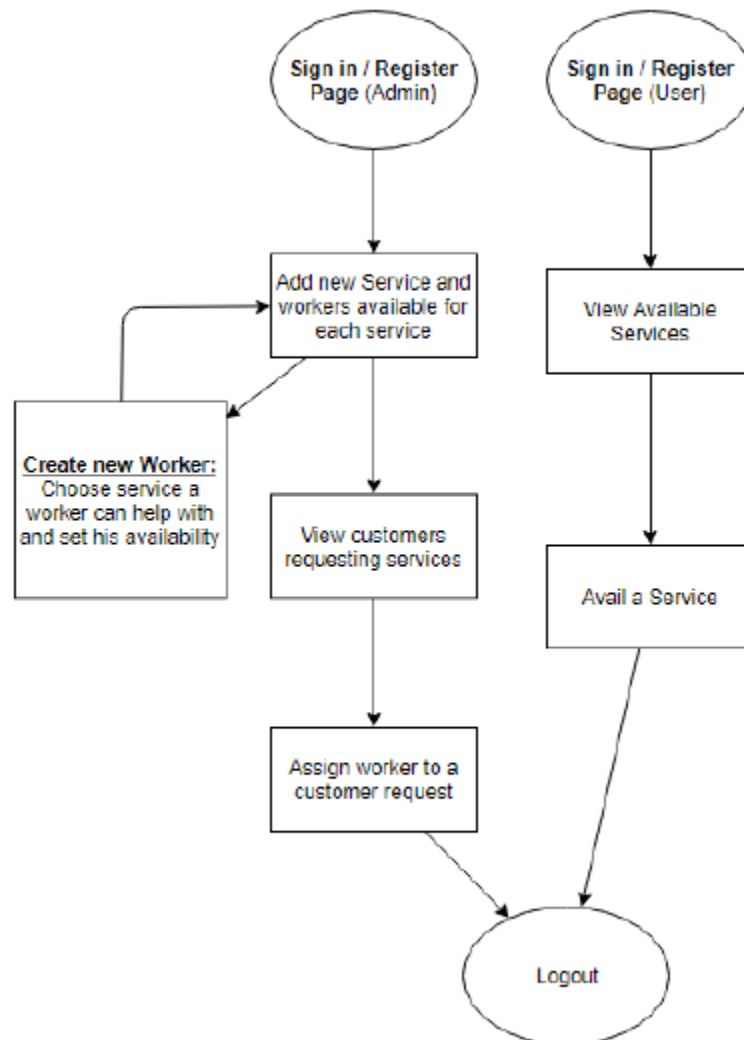 Sign in / Register
Page (Admin)
Sign in / Register
Page (User)
Add new Service and
workers available for
each service
View Available
Services
Create new Worker:
Choose service a
worker can help with
and set his availability
View customers
requesting services
Avail a Service
Assign worker to a
customer request
Logout